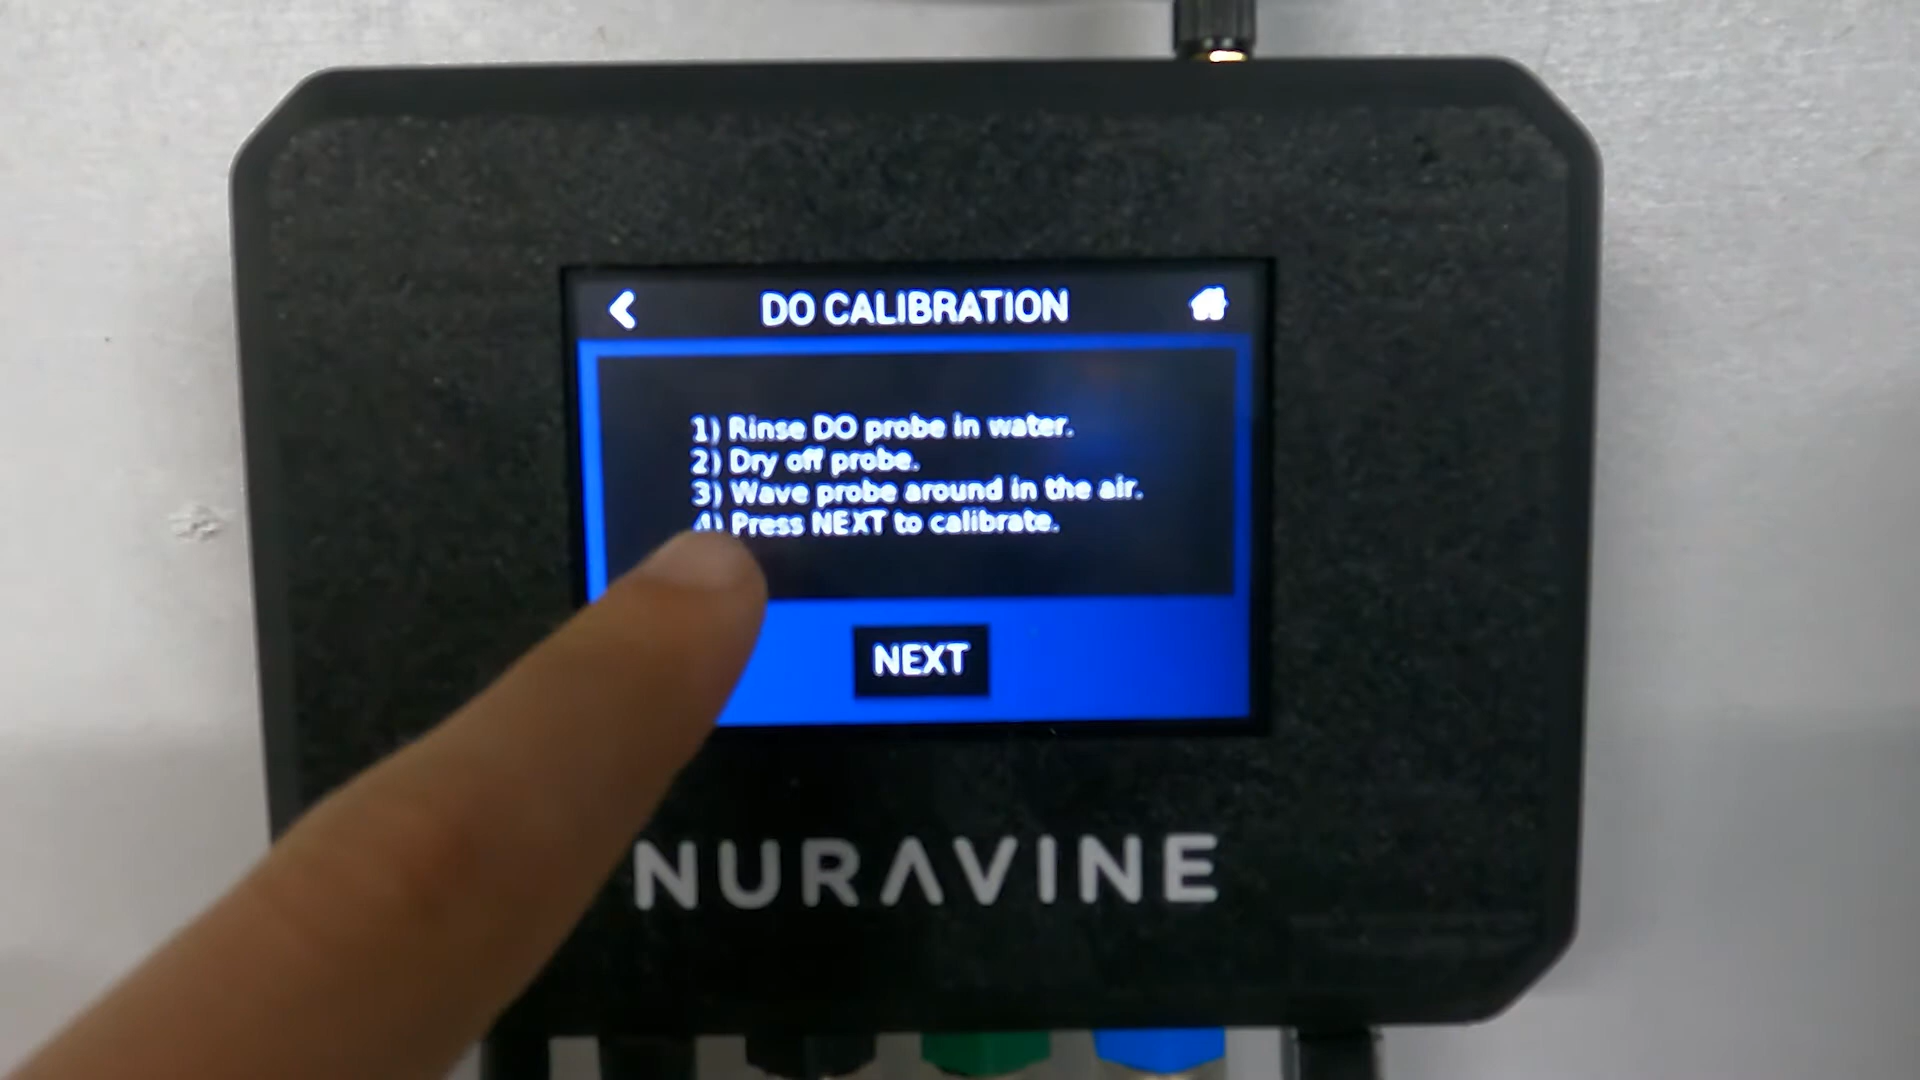 DO CALIBRATION
1) Rinse DO probe in water.
2) Dry off probe.
3) Wave probe around in the air.
4) Press NEXT to calibrate.
NEXT
NURAVINE